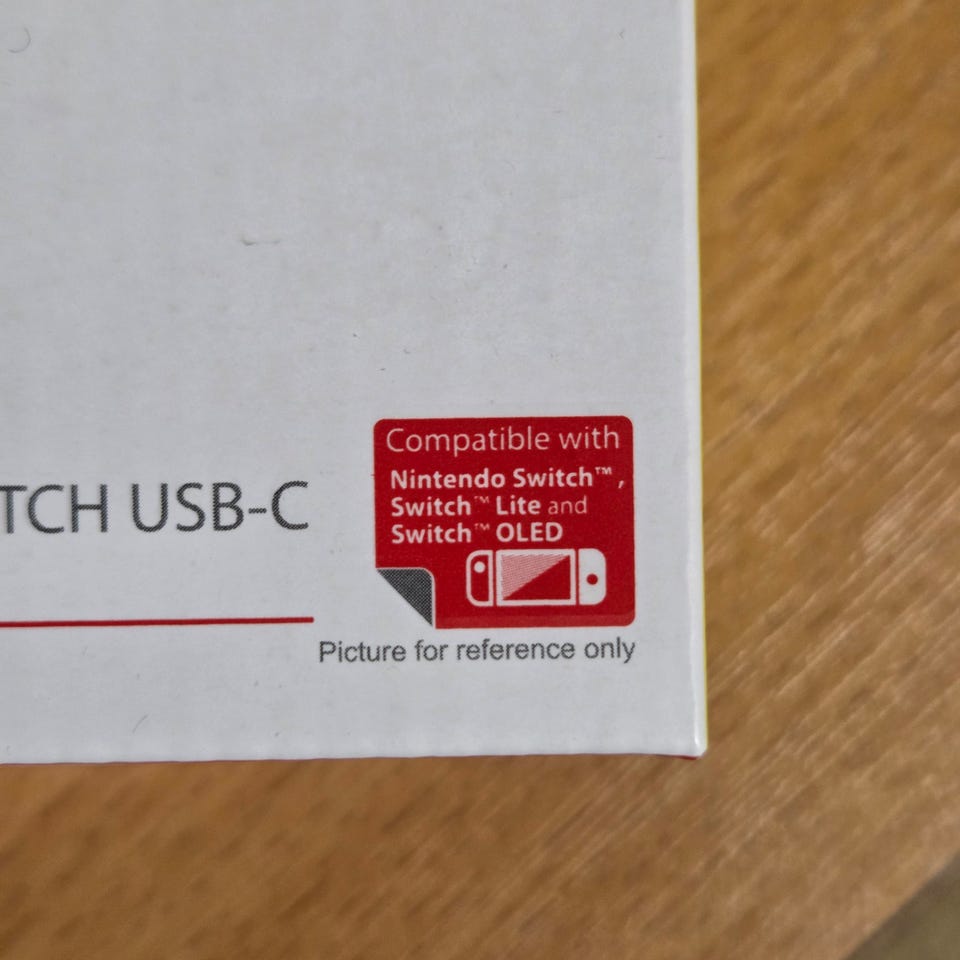 TCH USB-C
Compatible with
Nintendo Switch™,
Switch™ Lite and
Switch™ OLED
Picture for reference only